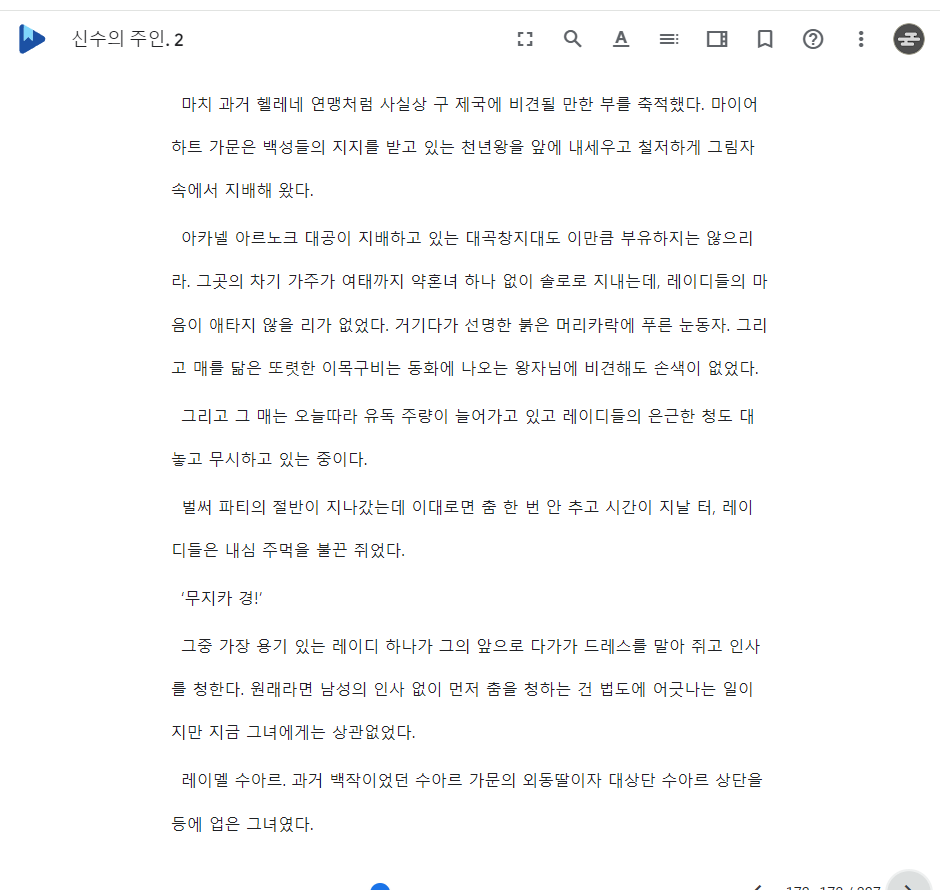 신수의 주인. 2
마치 과거 헬레네 연맹처럼 사실상 구 제국에 비견될 만한 부를 축적했다. 마이어
하트 가문은 백성들의 지지를 받고 있는 천년왕을 앞에 내세우고 철저하게 그림자
속에서 지배해 왔다.
아카넬 아르노크 대공이 지배하고 있는 대곡창지대도 이만큼 부유하지는 않으리
라. 그곳의 차기 가주가 여태까지 약혼녀 하나 없이 솔로로 지내는데, 레이디들의 마
음이 애타지 않을 리가 없었다. 거기다가 선명한 붉은 머리카락에 푸른 눈동자. 그리
고 매를 닮은 또렷한 이목구비는 동화에 나오는 왕자님에 비견해도 손색이 없었다.
그리고 그 매는 오늘따라 유독 주량이 늘어가고 있고 레이디들의 은근한 청도 대
놓고 무시하고 있는 중이다.
벌써 파티의 절반이 지나갔는데 이대로면 춤 한 번 안 추고 시간이 지날 터, 레이
디들은 내심 주먹을 불끈 쥐었다.
'무지카 경!'
그중 가장 용기 있는 레이디 하나가 그의 앞으로 다가가 드레스를 말아 쥐고 인사
를 청한다. 원래라면 남성의 인사 없이 먼저 춤을 청하는 건 법도에 어긋나는 일이
지만 지금 그녀에게는 상관없었다.
레이멜 수아르. 과거 백작이었던 수아르 가문의 외동딸이자 대상단 수아르 상단을
등에 업은 그녀였다.